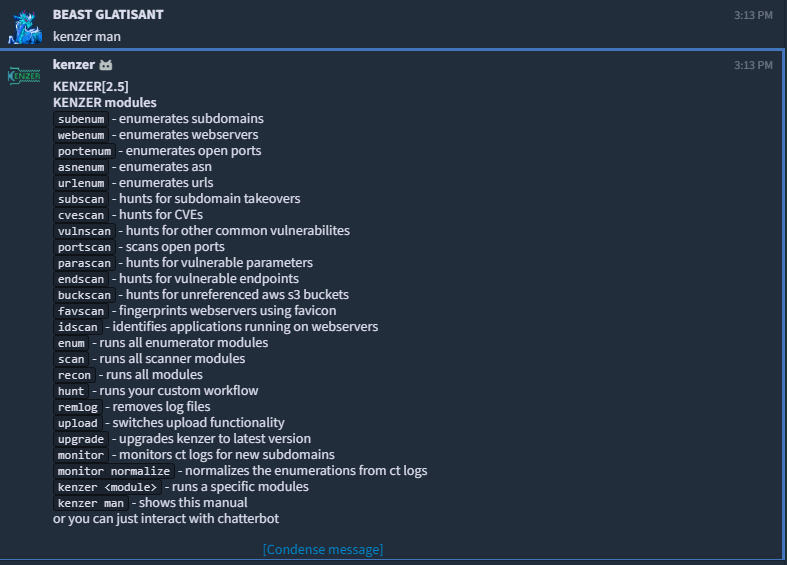 BEAST GLATISANT 3:13 PM
kenzer man
KENZER
kenzer 3:13 PM
KENZER[2.5]
KENZER modules
subenum - enumerates subdomains
webenum - enumerates webservers
portenum - enumerates open ports
asnenum - enumerates asn
urlenum - enumerates urls
subscan - hunts for subdomain takeovers
cvescan - hunts for CVEs
vulnscan - hunts for other common vulnerabilites
portscan - scans open ports
parascan - hunts for vulnerable parameters
endscan - hunts for vulnerable endpoints
buckscan - hunts for unreferenced aws s3 buckets
favscan - fingerprints webservers using favicon
idscan - identifies applications running on webservers
enum - runs all enumerator modules
scan - runs all scanner modules
recon - runs all modules
hunt - runs your custom workflow
remlog - removes log files
upload - switches upload functionality
upgrade - upgrades kenzer to latest version
monitor - monitors ct logs for new subdomains
monitor normalize - normalizes the enumerations from ct logs
kenzer <module> - runs a specific modules
kenzer man - shows this manual
or you can just interact with chatterbot
[Condense message]